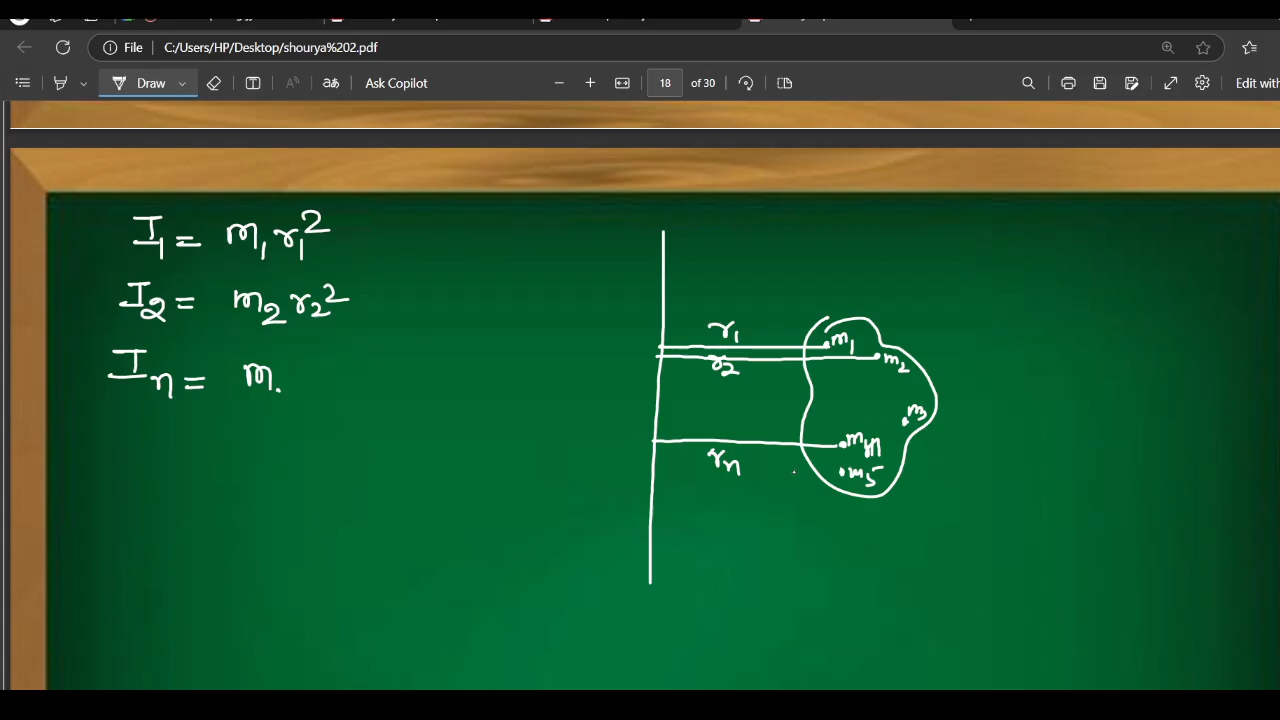 File C:/Users/HP/Desktop/shourya%202.pdf
Draw Ask Copilot 18 of 30 Edit with
I₁ = m₁r₁²
I₂ = m₂r₂²
Iₙ = m.
r₁ m₁
r₂ m₂
m₃
rₙ mₙ
m₅